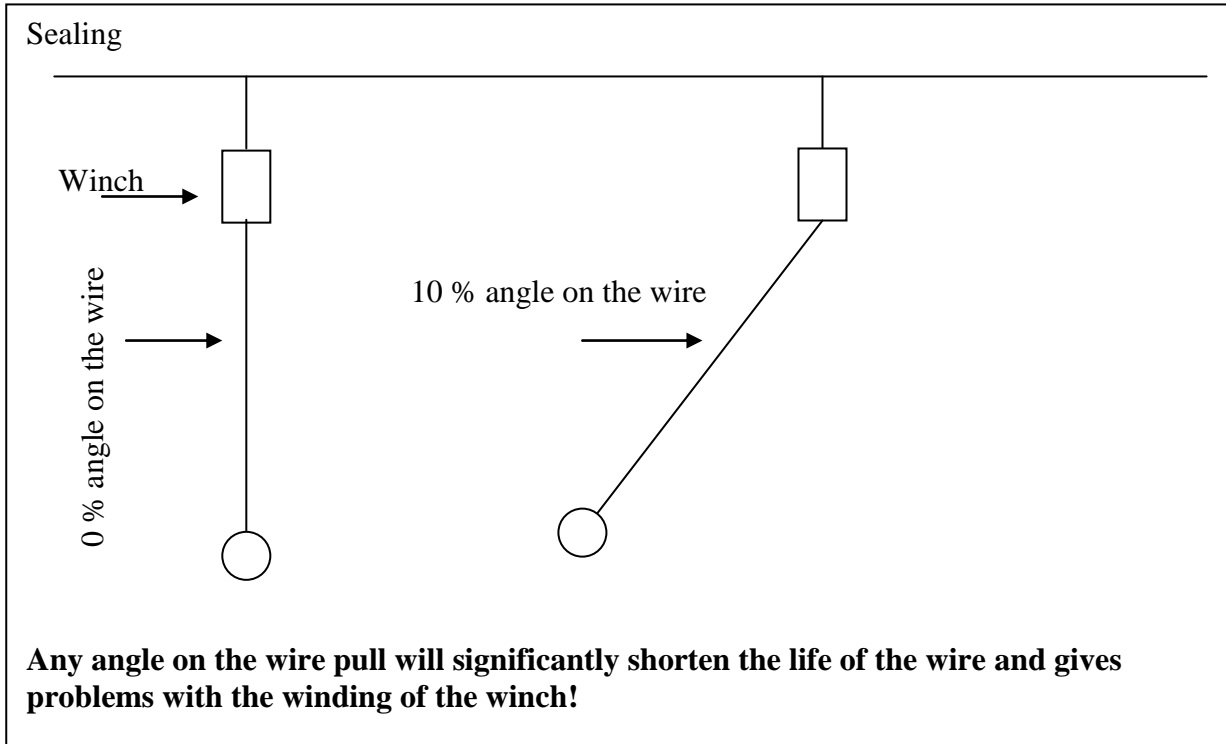 Sealing
Winch
0 % angle on the wire
10 % angle on the wire
Any angle on the wire pull will significantly shorten the life of the wire and gives
problems with the winding of the winch!